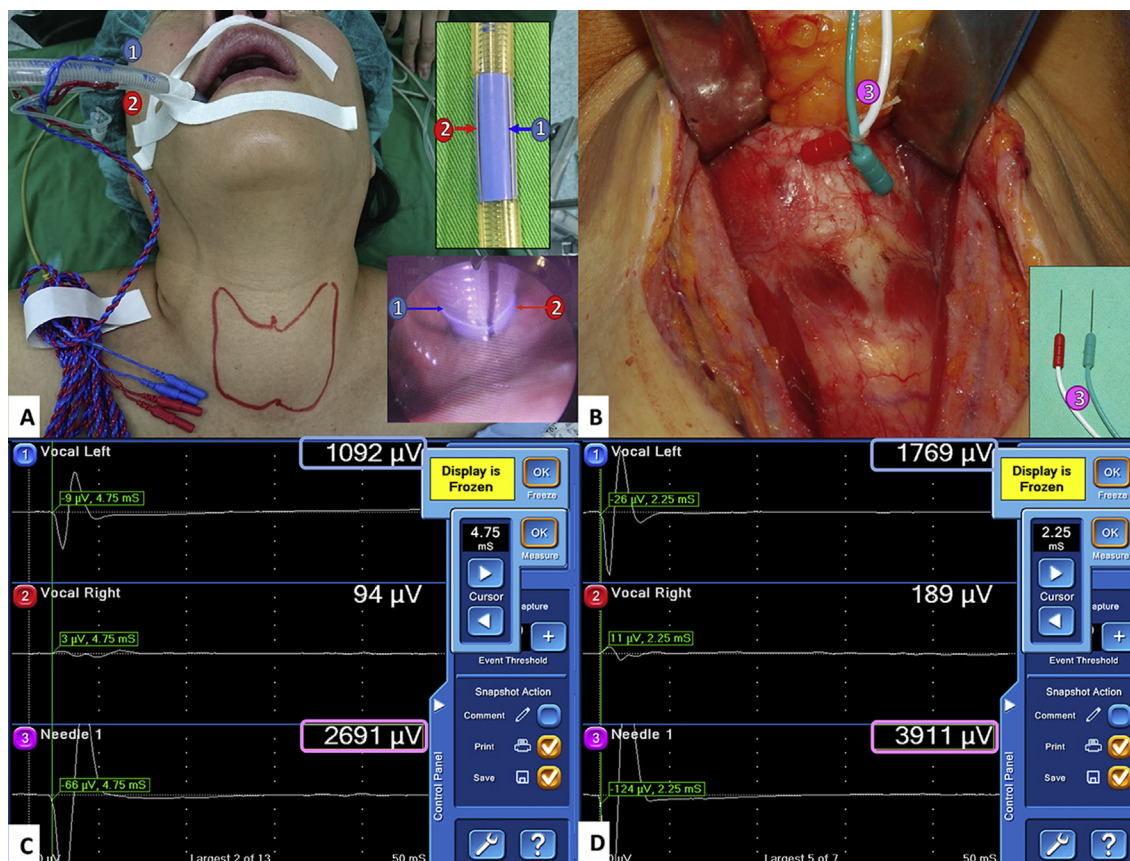 1
2
2
1
1
2
A
3
3
B
1
Vocal Left
1092 µV
-9 µV, 4.75 mS
Display is
Frozen
OK
Freeze
4.75
mS
OK
Measure
Cursor
2
Vocal Right
94 µV
3 µV, 4.75 mS
apture
+
Event Threshold
Snapshot Action
Comment
Print
Save
Control Panel
3
Needle 1
2691 µV
-66 µV, 4.75 mS
?
C
0 µV
Largest 2 of 13
50 mS
1
Vocal Left
1769 µV
-26 µV, 2.25 mS
Display is
Frozen
OK
Freeze
2.25
mS
OK
Measure
Cursor
2
Vocal Right
189 µV
11 µV, 2.25 mS
apture
+
Event Threshold
Snapshot Action
Comment
Print
Save
Control Panel
3
Needle 1
3911 µV
-124 µV, 2.25 mS
?
D
µV
Largest 5 of 7
50 mS